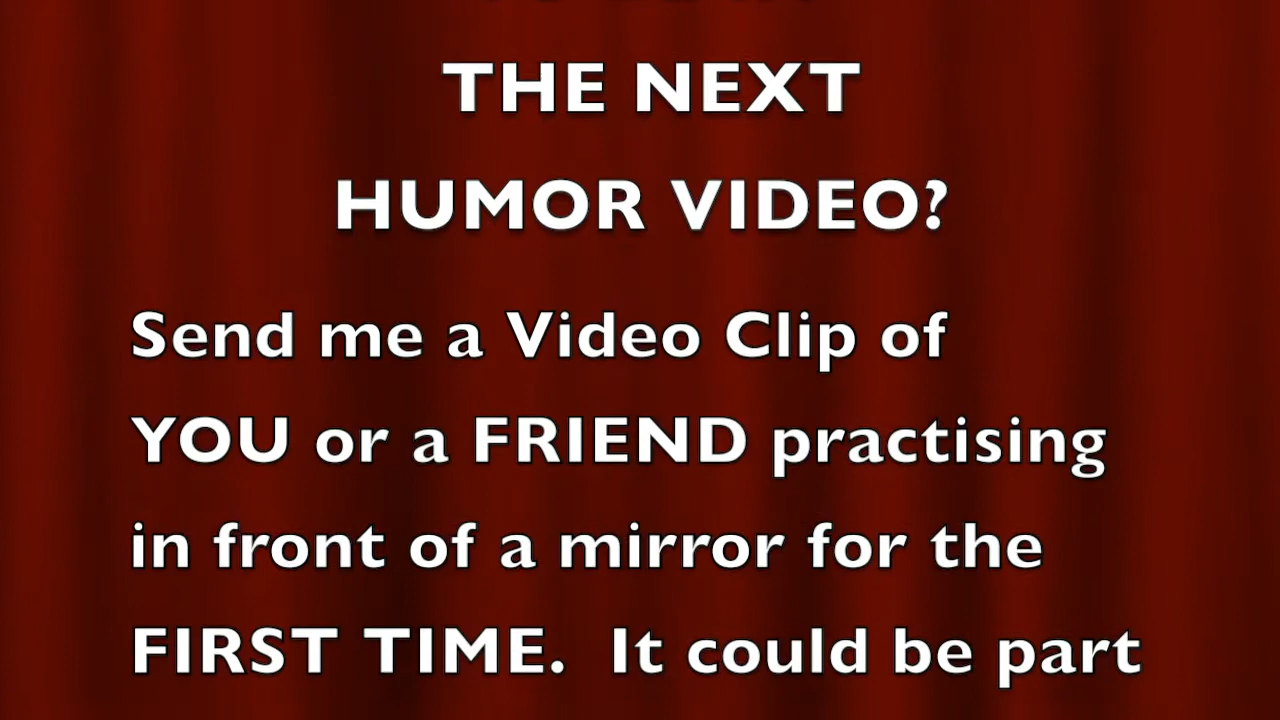 THE NEXT
HUMOR VIDEO?
Send me a Video Clip of
YOU or a FRIEND practising
in front of a mirror for the
FIRST TIME.  It could be part